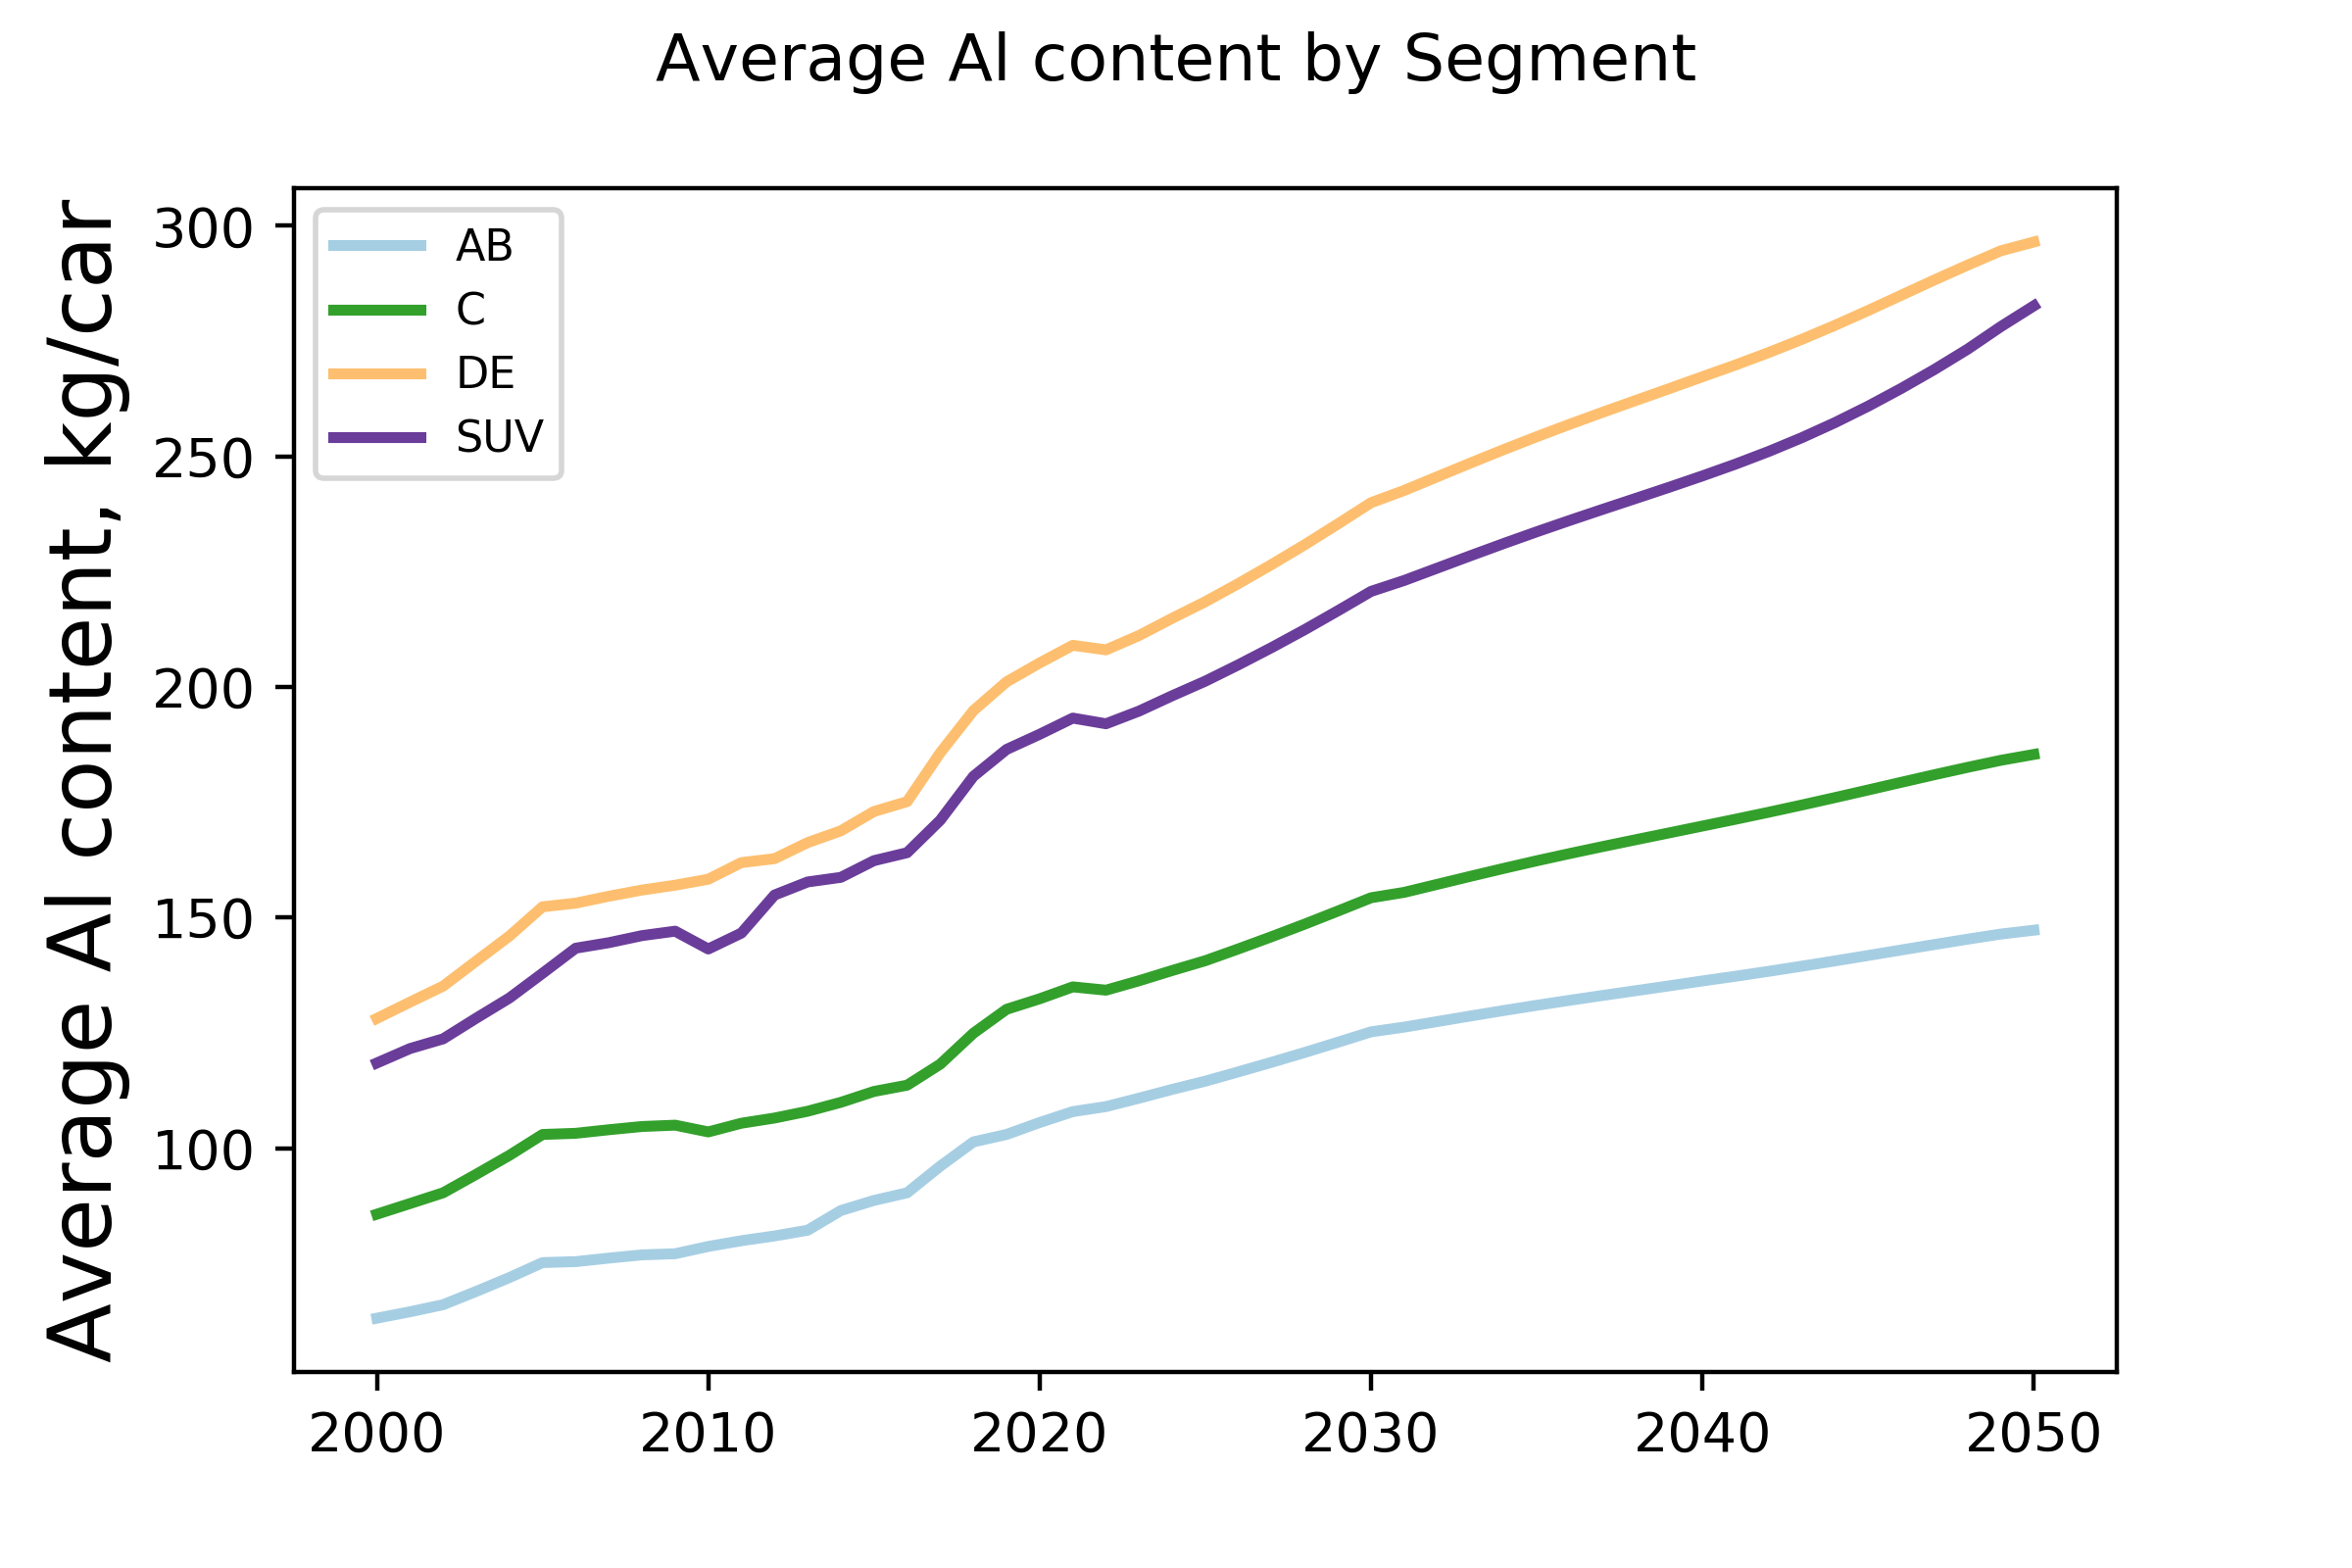 Average Al content by Segment
Average Al content, kg/car
300
250
200
150
100
AB
C
DE
SUV
2000 2010 2020 2030 2040 2050